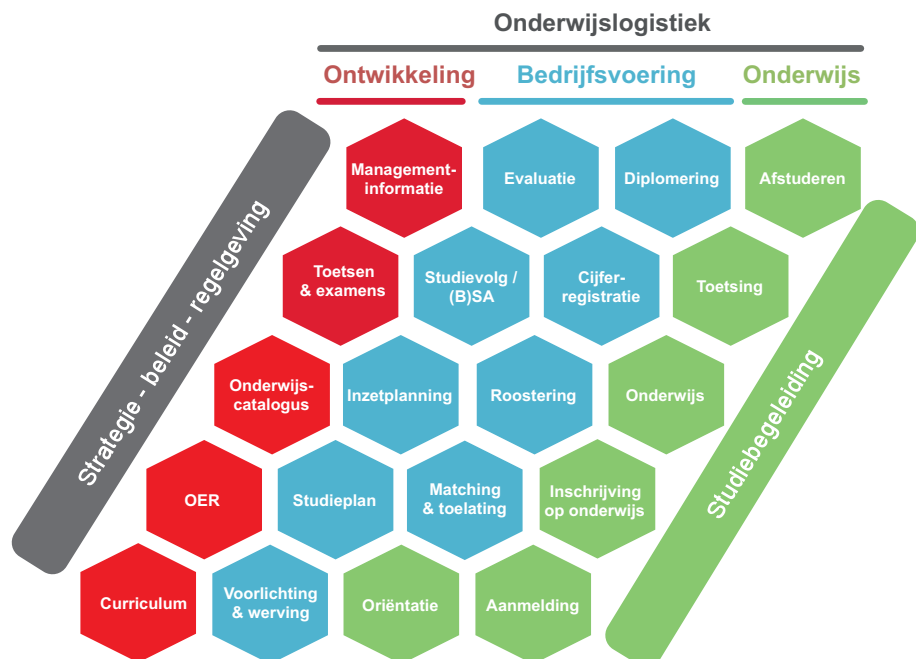 Onderwijslogistiek
Ontwikkeling
Bedrijfsvoering
Onderwijs
Strategie - beleid - regelgeving
Management-
informatie
Evaluatie
Diplomering
Afstuderen
Toetsen
& examens
Studievolg /
(B)SA
Cijfer-
registratie
Toetsing
Onderwijs-
catalogus
Inzetplanning
Roostering
Onderwijs
OER
Studieplan
Matching
& toelating
Inschrijving
op onderwijs
Curriculum
Voorlichting
& werving
Oriëntatie
Aanmelding
Studiebegeleiding